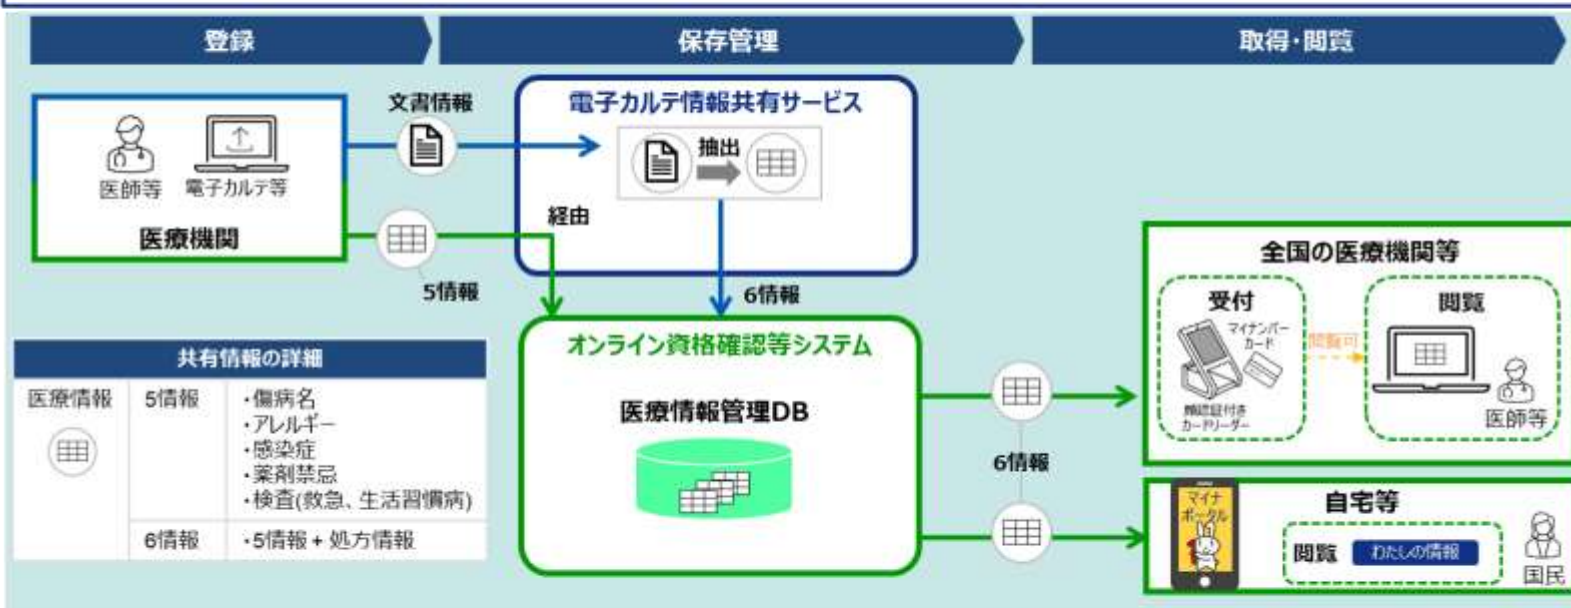 登録
保存管理
取得・閲覧
文書情報
電子カルテ情報共有サービス
抽出
医師等
電子カルテ等
医療機関
経由
5情報
6情報
全国の医療機関等
受付
マイナンバー
カード
顔認証付き
カードリーダー
閲覧可
閲覧
医師等
オンライン資格確認等システム
医療情報管理DB
6情報
共有情報の詳細
医療情報
5情報
・傷病名
・アレルギー
・感染症
・薬剤禁忌
・検査(救急、生活習慣病)
6情報
・5情報 + 処方情報
マイナ
ポータル
自宅等
閲覧
わたしの情報
国民